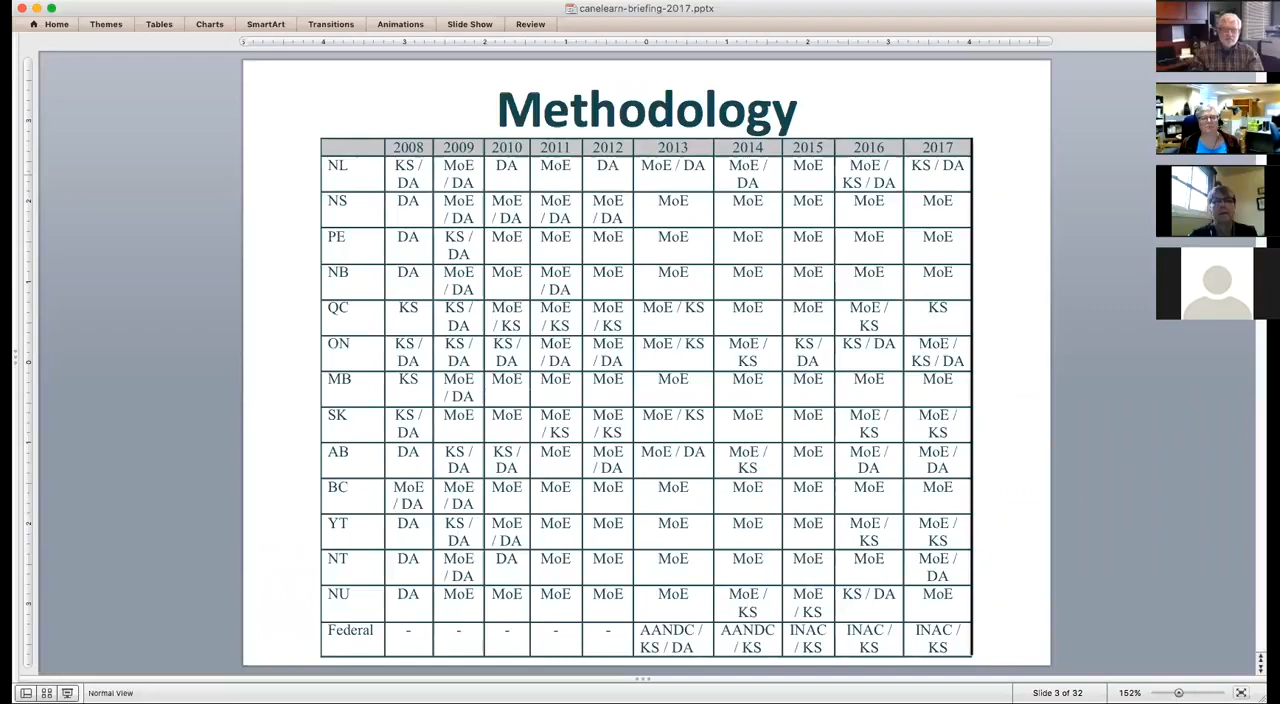 canelearn-briefing-2017.pptx
Home Themes Tables Charts SmartArt Transitions Animations Slide Show Review
5 4 3 2 1 0 1 2 3 4
Methodology
2008 2009 2010 2011 2012 2013 2014 2015 2016 2017
NL KS / DA MoE / DA DA MoE DA MoE / DA MoE / DA MoE MoE / KS / DA KS / DA
NS DA MoE / DA MoE / DA MoE / DA MoE / DA MoE MoE MoE MoE MoE
PE DA KS / DA MoE MoE MoE MoE MoE MoE MoE MoE
NB DA MoE / DA MoE MoE / DA MoE MoE MoE MoE MoE MoE
QC KS KS / DA MoE / KS MoE / KS MoE / KS MoE / KS MoE MoE MoE / KS KS
ON KS / DA KS / DA KS / DA MoE / DA MoE / DA MoE / KS MoE / KS KS / DA KS / DA MoE / KS / DA
MB KS MoE / DA MoE MoE MoE MoE MoE MoE MoE MoE
SK KS / DA MoE MoE MoE / KS MoE / KS MoE / KS MoE MoE MoE / KS MoE / KS
AB DA KS / DA KS / DA MoE MoE / DA MoE / DA MoE / KS MoE MoE / DA MoE / DA
BC MoE / DA MoE / DA MoE MoE MoE MoE MoE MoE MoE MoE
YT DA KS / DA MoE / DA MoE MoE MoE MoE MoE MoE / KS MoE / KS
NT DA MoE / DA DA MoE MoE MoE MoE MoE MoE MoE / DA
NU DA MoE MoE MoE MoE MoE MoE / KS MoE / KS KS / DA MoE
Federal - - - - - AANDC / KS / DA AANDC / KS INAC / KS INAC / KS INAC / KS
Normal View Slide 3 of 32 152%